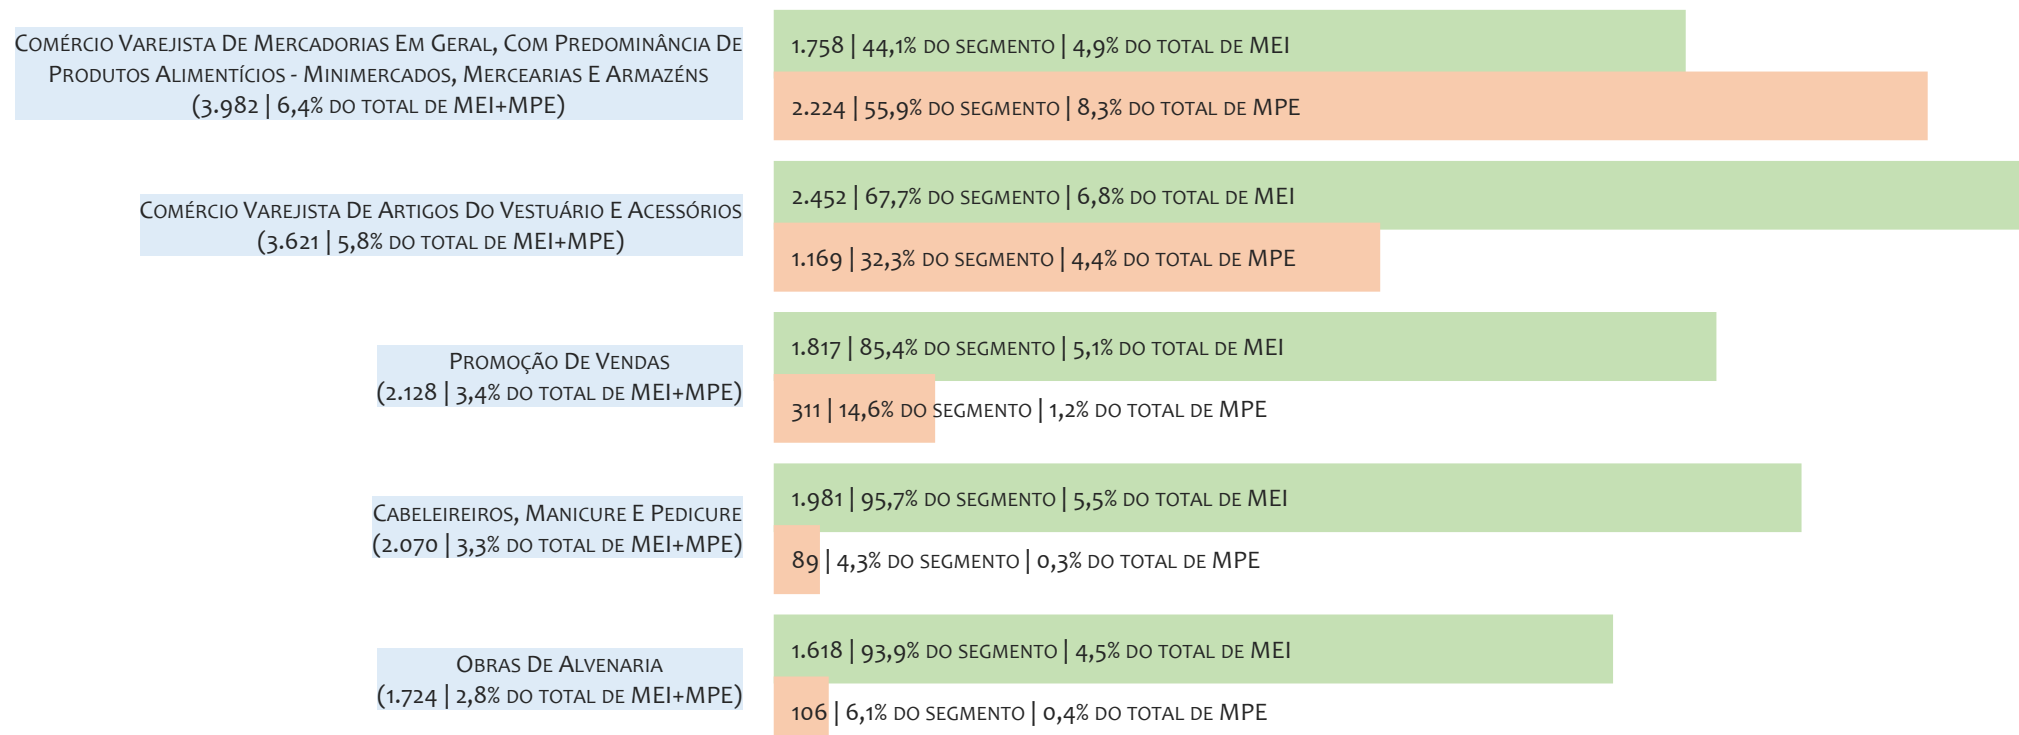 Comércio Varejista De Mercadorias Em Geral, Com Predominância De
Produtos Alimentícios - Minimercados, Mercearias E Armazéns
(3.982 | 6,4% do total de MEI+MPE)
1.758 | 44,1% do segmento | 4,9% do total de MEI
2.224 | 55,9% do segmento | 8,3% do total de MPE
Comércio Varejista De Artigos Do Vestuário E Acessórios
(3.621 | 5,8% do total de MEI+MPE)
2.452 | 67,7% do segmento | 6,8% do total de MEI
1.169 | 32,3% do segmento | 4,4% do total de MPE
Promoção De Vendas
(2.128 | 3,4% do total de MEI+MPE)
1.817 | 85,4% do segmento | 5,1% do total de MEI
311 | 14,6% do segmento | 1,2% do total de MPE
Cabeleireiros, Manicure E Pedicure
(2.070 | 3,3% do total de MEI+MPE)
1.981 | 95,7% do segmento | 5,5% do total de MEI
89 | 4,3% do segmento | 0,3% do total de MPE
Obras De Alvenaria
(1.724 | 2,8% do total de MEI+MPE)
1.618 | 93,9% do segmento | 4,5% do total de MEI
106 | 6,1% do segmento | 0,4% do total de MPE